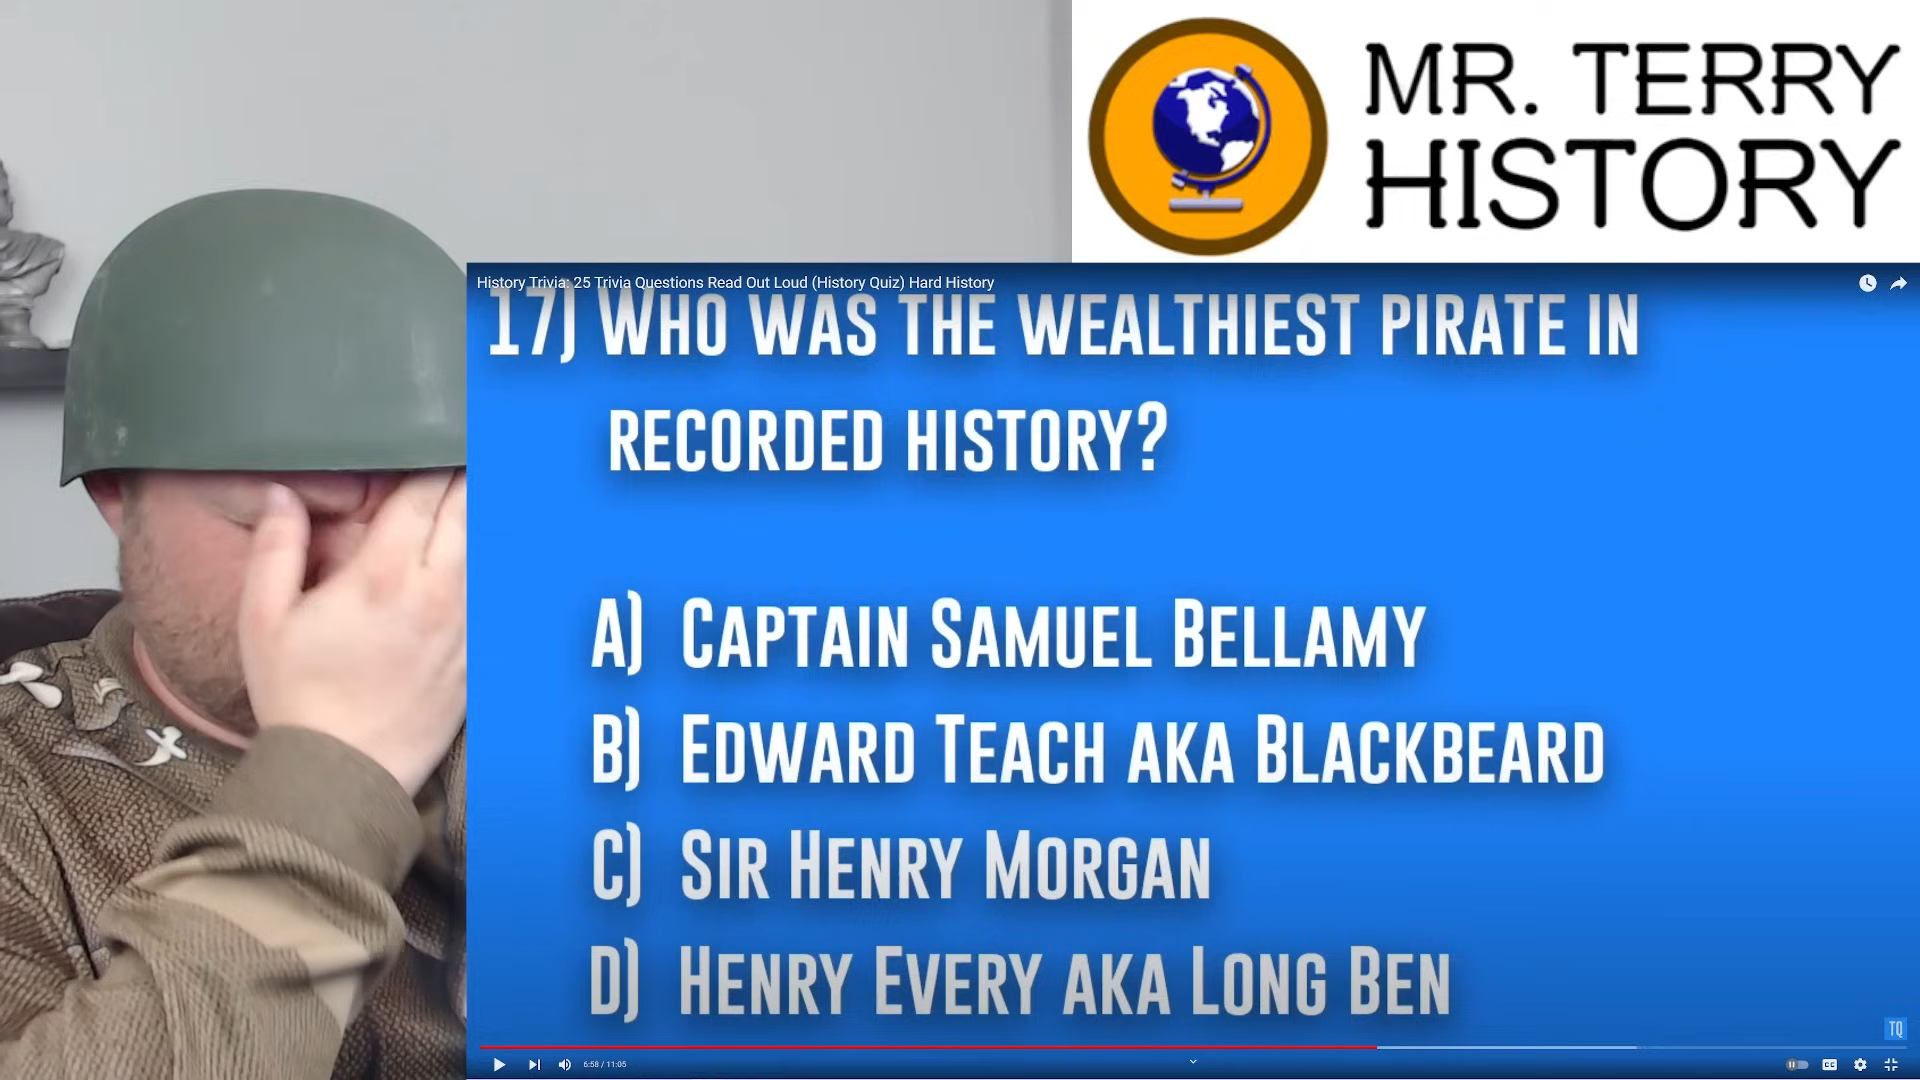 MR. TERRY
HISTORY
History Trivia: 25 Trivia Questions Read Out Loud (History Quiz) Hard History
17) WHO WAS THE WEALTHIEST PIRATE IN
RECORDED HISTORY?
A) CAPTAIN SAMUEL BELLAMY
B) EDWARD TEACH AKA BLACKBEARD
C) SIR HENRY MORGAN
D) HENRY EVERY AKA LONG BEN
TQ
6:58 / 11:05
CC